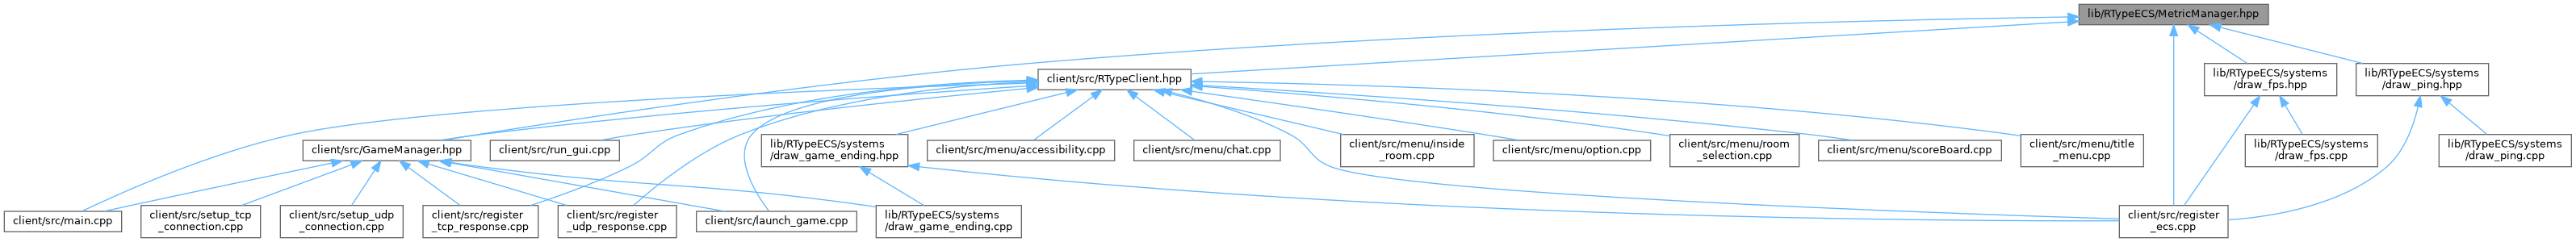 lib/RTypeECS/MetricManager.hpp
client/src/RTypeClient.hpp
lib/RTypeECS/systems
/draw_fps.hpp
lib/RTypeECS/systems
/draw_ping.hpp
client/src/GameManager.hpp
client/src/run_gui.cpp
lib/RTypeECS/systems
/draw_game_ending.hpp
client/src/menu/accessibility.cpp
client/src/menu/chat.cpp
client/src/menu/inside
_room.cpp
client/src/menu/option.cpp
client/src/menu/room
_selection.cpp
client/src/menu/scoreBoard.cpp
client/src/menu/title
_menu.cpp
lib/RTypeECS/systems
/draw_fps.cpp
lib/RTypeECS/systems
/draw_ping.cpp
client/src/main.cpp
client/src/setup_tcp
_connection.cpp
client/src/setup_udp
_connection.cpp
client/src/register
_tcp_response.cpp
client/src/register
_udp_response.cpp
client/src/launch_game.cpp
lib/RTypeECS/systems
/draw_game_ending.cpp
client/src/register
_ecs.cpp